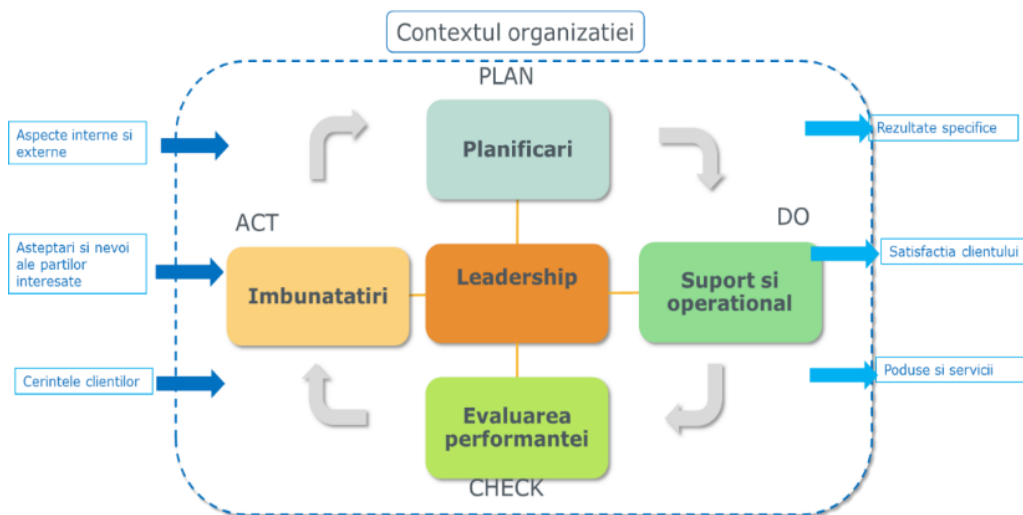 Contextul organizatiei
PLAN
Aspecte interne si
externe
Planificari
Rezultate specifice
ACT
DO
Asteptari si nevoi
ale partilor
interesate
Imbunatatiri
Leadership
Suport si
operational
Satisfactia clientului
Cerintele clientilor
Evaluarea
performantei
Poduse si servicii
CHECK